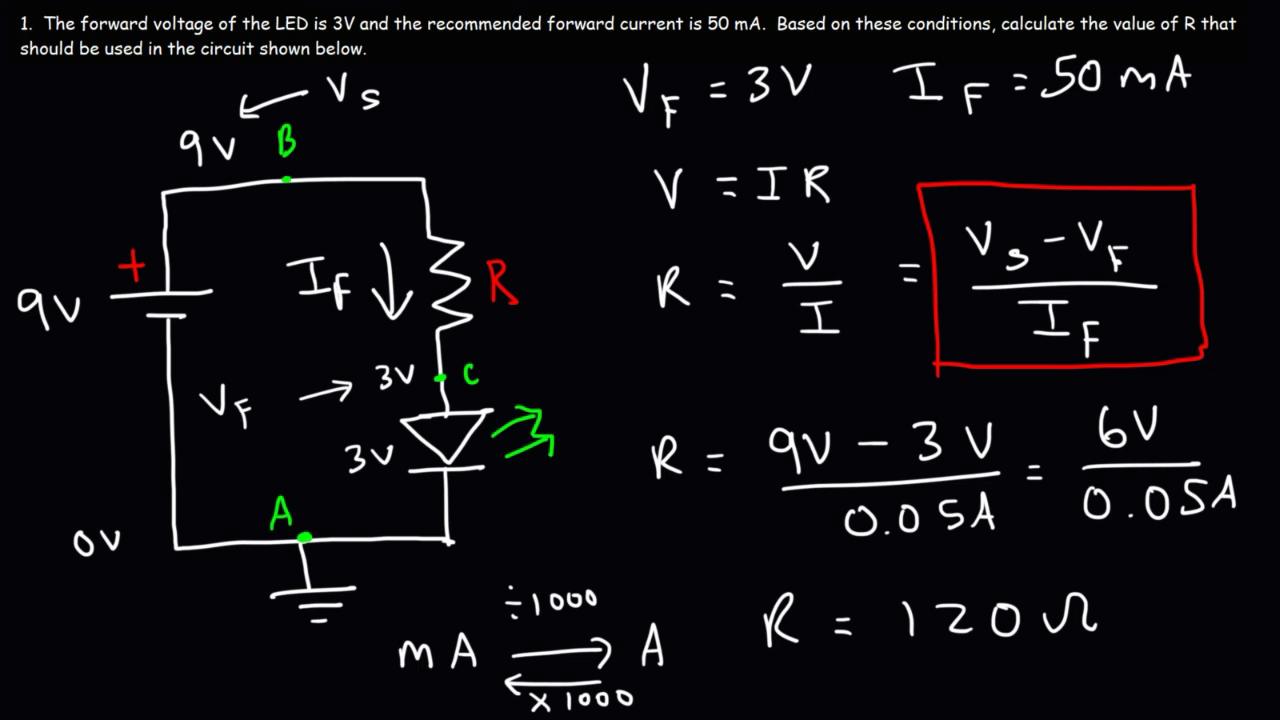 1. The forward voltage of the LED is 3V and the recommended forward current is 50 mA. Based on these conditions, calculate the value of R that
should be used in the circuit shown below.
Vs
9V B
+
9V
IF
R
VF → 3V C
3V
A
0V
mA ÷1000 A
x1000
VF = 3V IF = 50 mA
V = IR
R = V/I = (Vs - VF)/IF
R = (9V - 3V)/0.05A = 6V/0.05A
R = 120 Ω